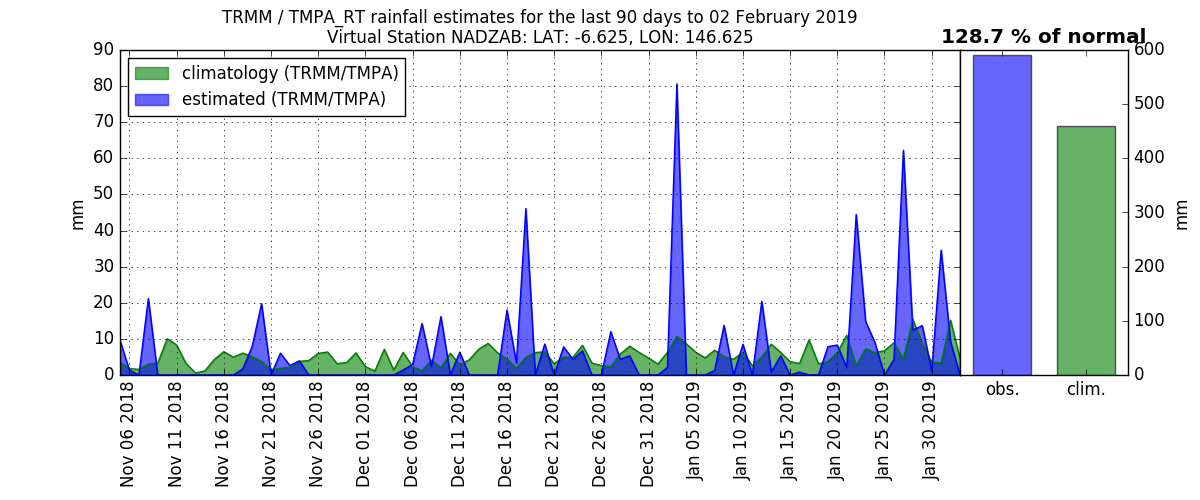 TRMM / TMPA_RT rainfall estimates for the last 90 days to 02 February 2019
Virtual Station NADZAB: LAT: -6.625, LON: 146.625
128.7 % of normal
climatology (TRMM/TMPA)
estimated (TRMM/TMPA)
90
80
70
60
50
40
30
20
10
0
mm
Nov 06 2018
Nov 11 2018
Nov 16 2018
Nov 21 2018
Nov 26 2018
Dec 01 2018
Dec 06 2018
Dec 11 2018
Dec 16 2018
Dec 21 2018
Dec 26 2018
Dec 31 2018
Jan 05 2019
Jan 10 2019
Jan 15 2019
Jan 20 2019
Jan 25 2019
Jan 30 2019
obs.
clim.
600
500
400
300
200
100
0
mm